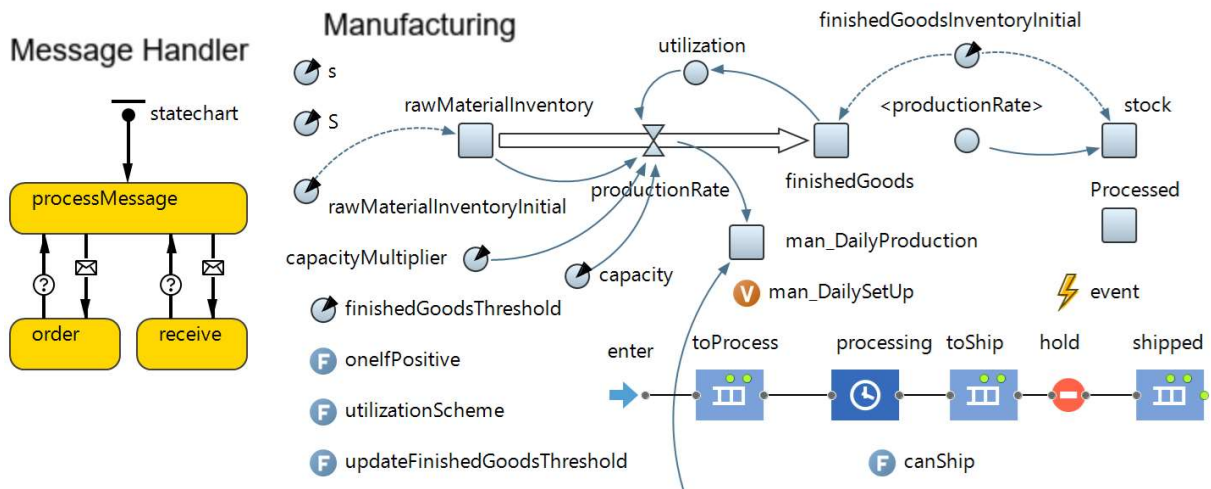 Message Handler
statechart
processMessage
?
?
order
receive
Manufacturing
s
S
rawMaterialInventory
rawMaterialInventoryInitial
utilization
finishedGoodsInventoryInitial
<productionRate>
stock
productionRate
finishedGoods
Processed
capacityMultiplier
capacity
man_DailyProduction
finishedGoodsThreshold
V
man_DailySetUp
event
F
oneIfPositive
F
utilizationScheme
F
updateFinishedGoodsThreshold
enter
toProcess
processing
toShip
hold
shipped
F
canShip